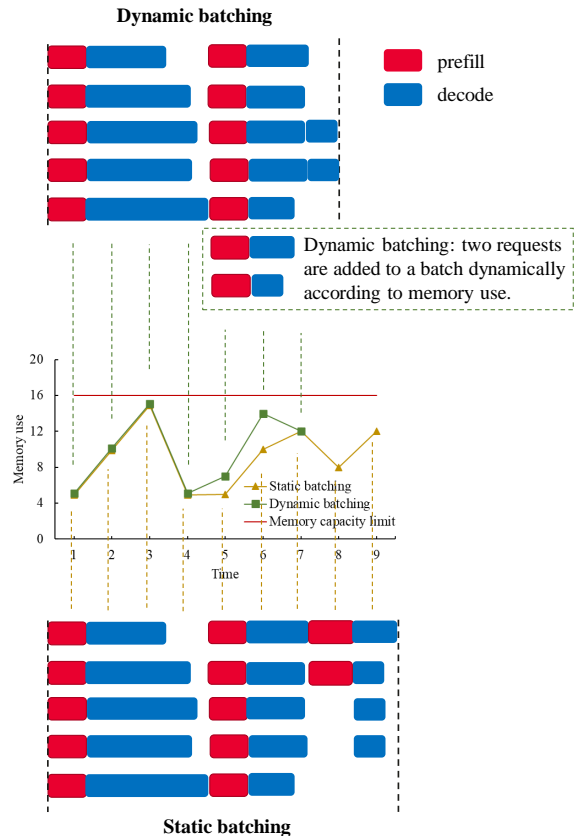 Dynamic batching
prefill
decode
Dynamic batching: two requests
are added to a batch dynamically
according to memory use.
20
16
12
8
4
0
Memory use
Static batching
Dynamic batching
Memory capacity limit
1 2 3 4 5 6 7 8 9
Time
Static batching